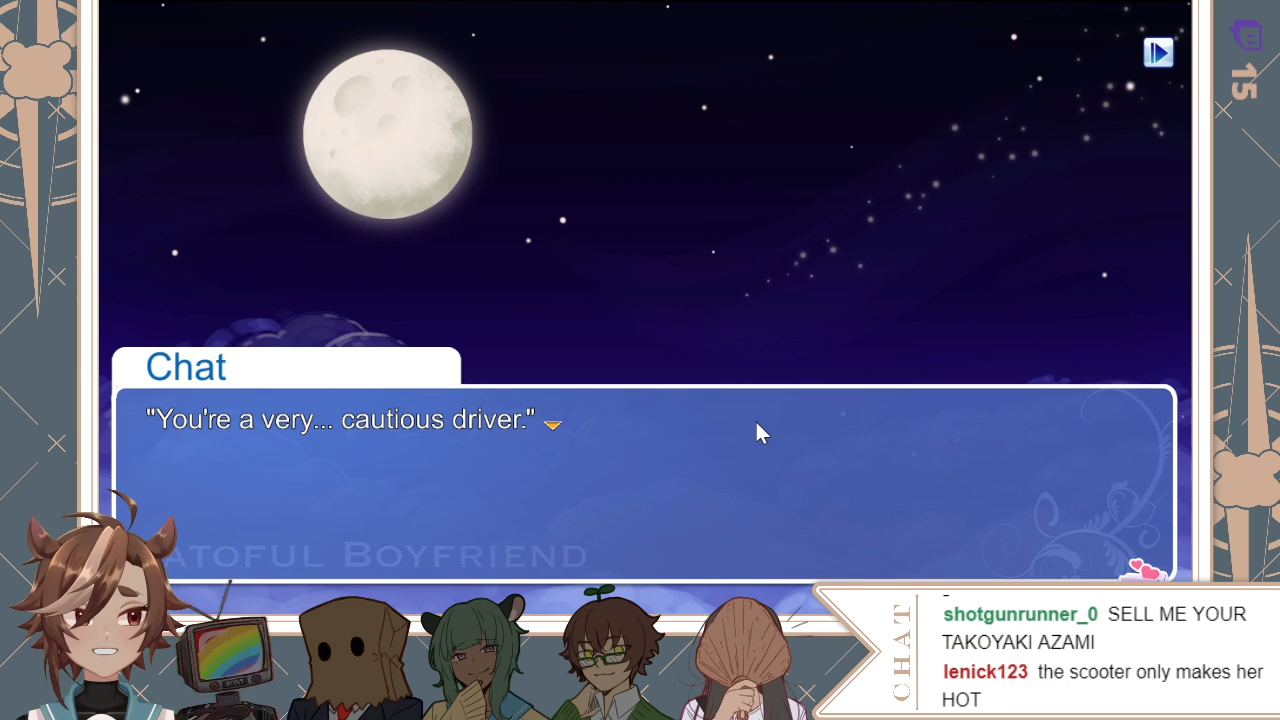 15
Chat
"You're a very... cautious driver."
ATOFUL BOYFRIEND
SONY
CHAT
shotgunrunner_0 SELL ME YOUR
TAKOYAKI AZAMI
lenick123 the scooter only makes her
HOT